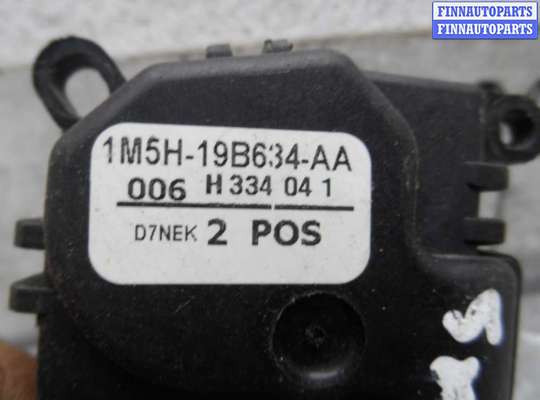 FINNAUTOPARTS
FINNAUTOPARTS
1M5H-19B634-AA
006 H 334 04 1
D7NEK 2 POS